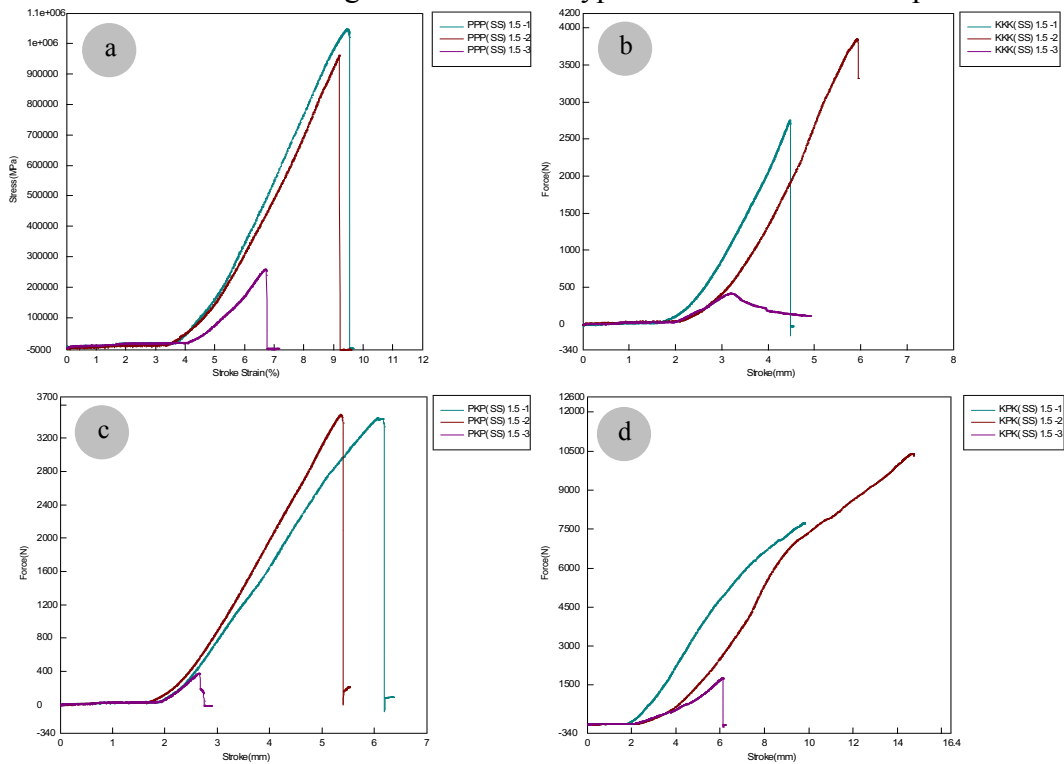 a
PPP(SS) 1.5 -1
PPP(SS) 1.5 -2
PPP(SS) 1.5 -3
1.1e+006
1e+06
900000
800000
700000
600000
500000
400000
300000
200000
100000
-5000
Stress(MPa)
0 1 2 3 4 5 6 7 8 9 10 12
Stroke Strain(%)
b
KKK(SS) 1.5 -1
KKK(SS) 1.5 -2
KKK(SS) 1.5 -3
4200
4000
3500
3000
2500
2000
1500
1000
500
0
-340
Force(N)
0 1 2 3 4 5 6 7 8
Stroke(mm)
c
PKP(SS) 1.5 -1
PKP(SS) 1.5 -2
PKP(SS) 1.5 -3
3700
3200
2800
2400
2000
1600
1200
800
400
0
-340
Force(N)
0 1 2 3 4 5 6 7
Stroke(mm)
d
KPK(SS) 1.5 -1
KPK(SS) 1.5 -2
KPK(SS) 1.5 -3
12600
12000
10500
9000
7500
6000
4500
3000
1500
0
-340
Force(N)
0 2 4 6 8 10 12 14 16.4
Stroke(mm)